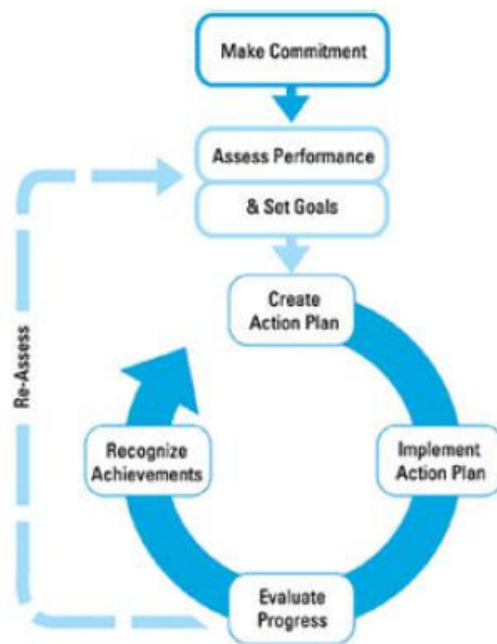 Make Commitment
Assess Performance
& Set Goals
Create
Action Plan
Implement
Action Plan
Evaluate
Progress
Recognize
Achievements
Re-Assess